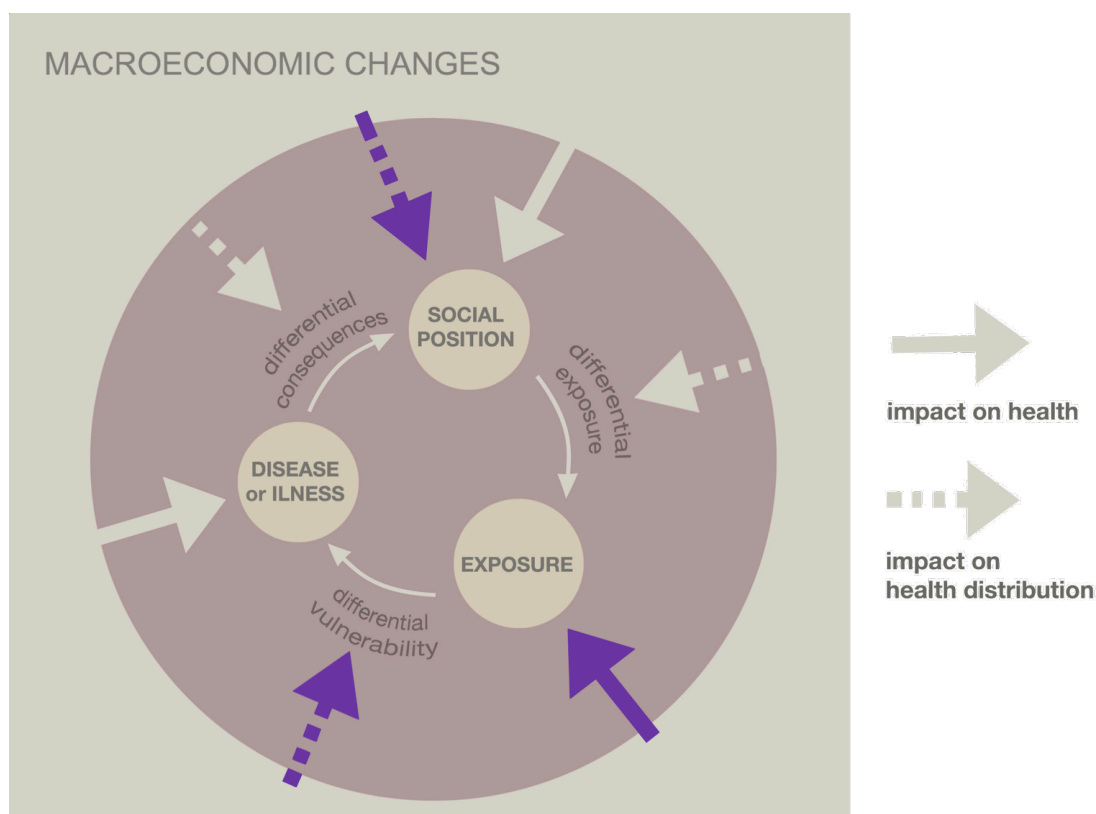 MACROECONOMIC CHANGES
SOCIAL
POSITION
differential
exposure
EXPOSURE
differential
vulnerability
DISEASE
or ILNESS
differential
consequences
impact on health
impact on
health distribution